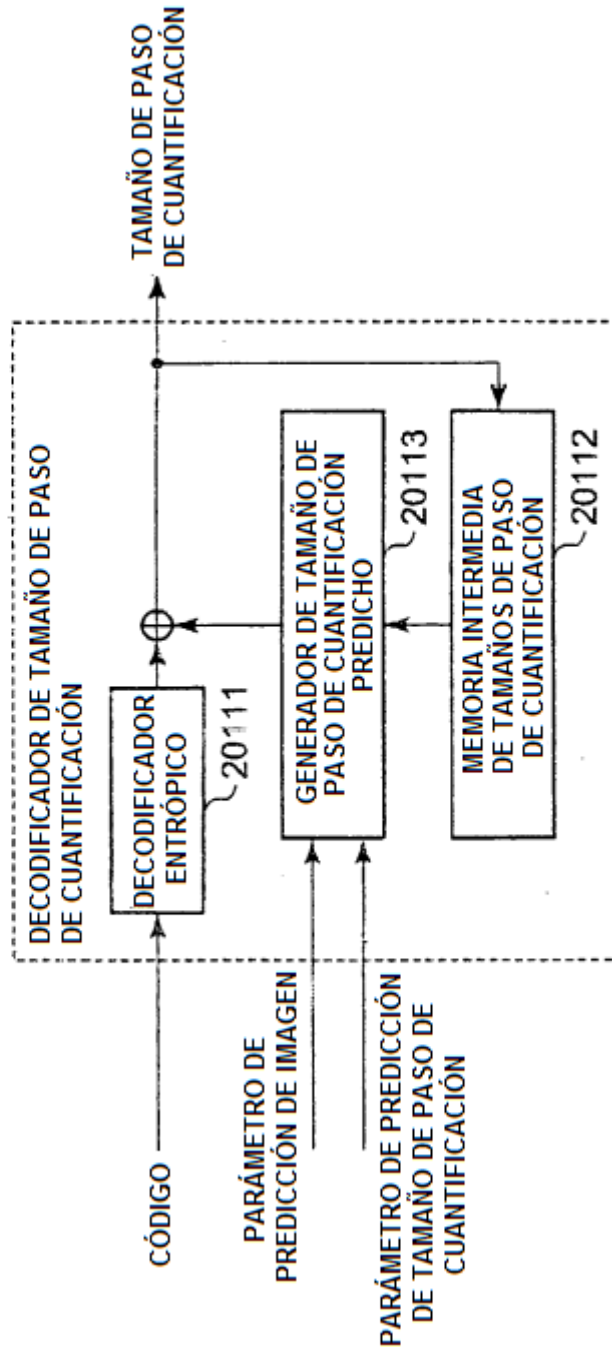 DECODIFICADOR DE TAMAÑO DE PASO
DE CUANTIFICACIÓN
CÓDIGO
DECODIFICADOR
ENTRÓPICO
20111
TAMAÑO DE PASO
DE CUANTIFICACIÓN
PARÁMETRO DE
PREDICCIÓN DE IMAGEN
PARÁMETRO DE PREDICCIÓN
DE TAMAÑO DE PASO DE
CUANTIFICACIÓN
GENERADOR DE TAMAÑO DE
PASO DE CUANTIFICACIÓN
PREDICHO
20113
MEMORIA INTERMEDIA
DE TAMAÑOS DE PASO
DE CUANTIFICACIÓN
20112